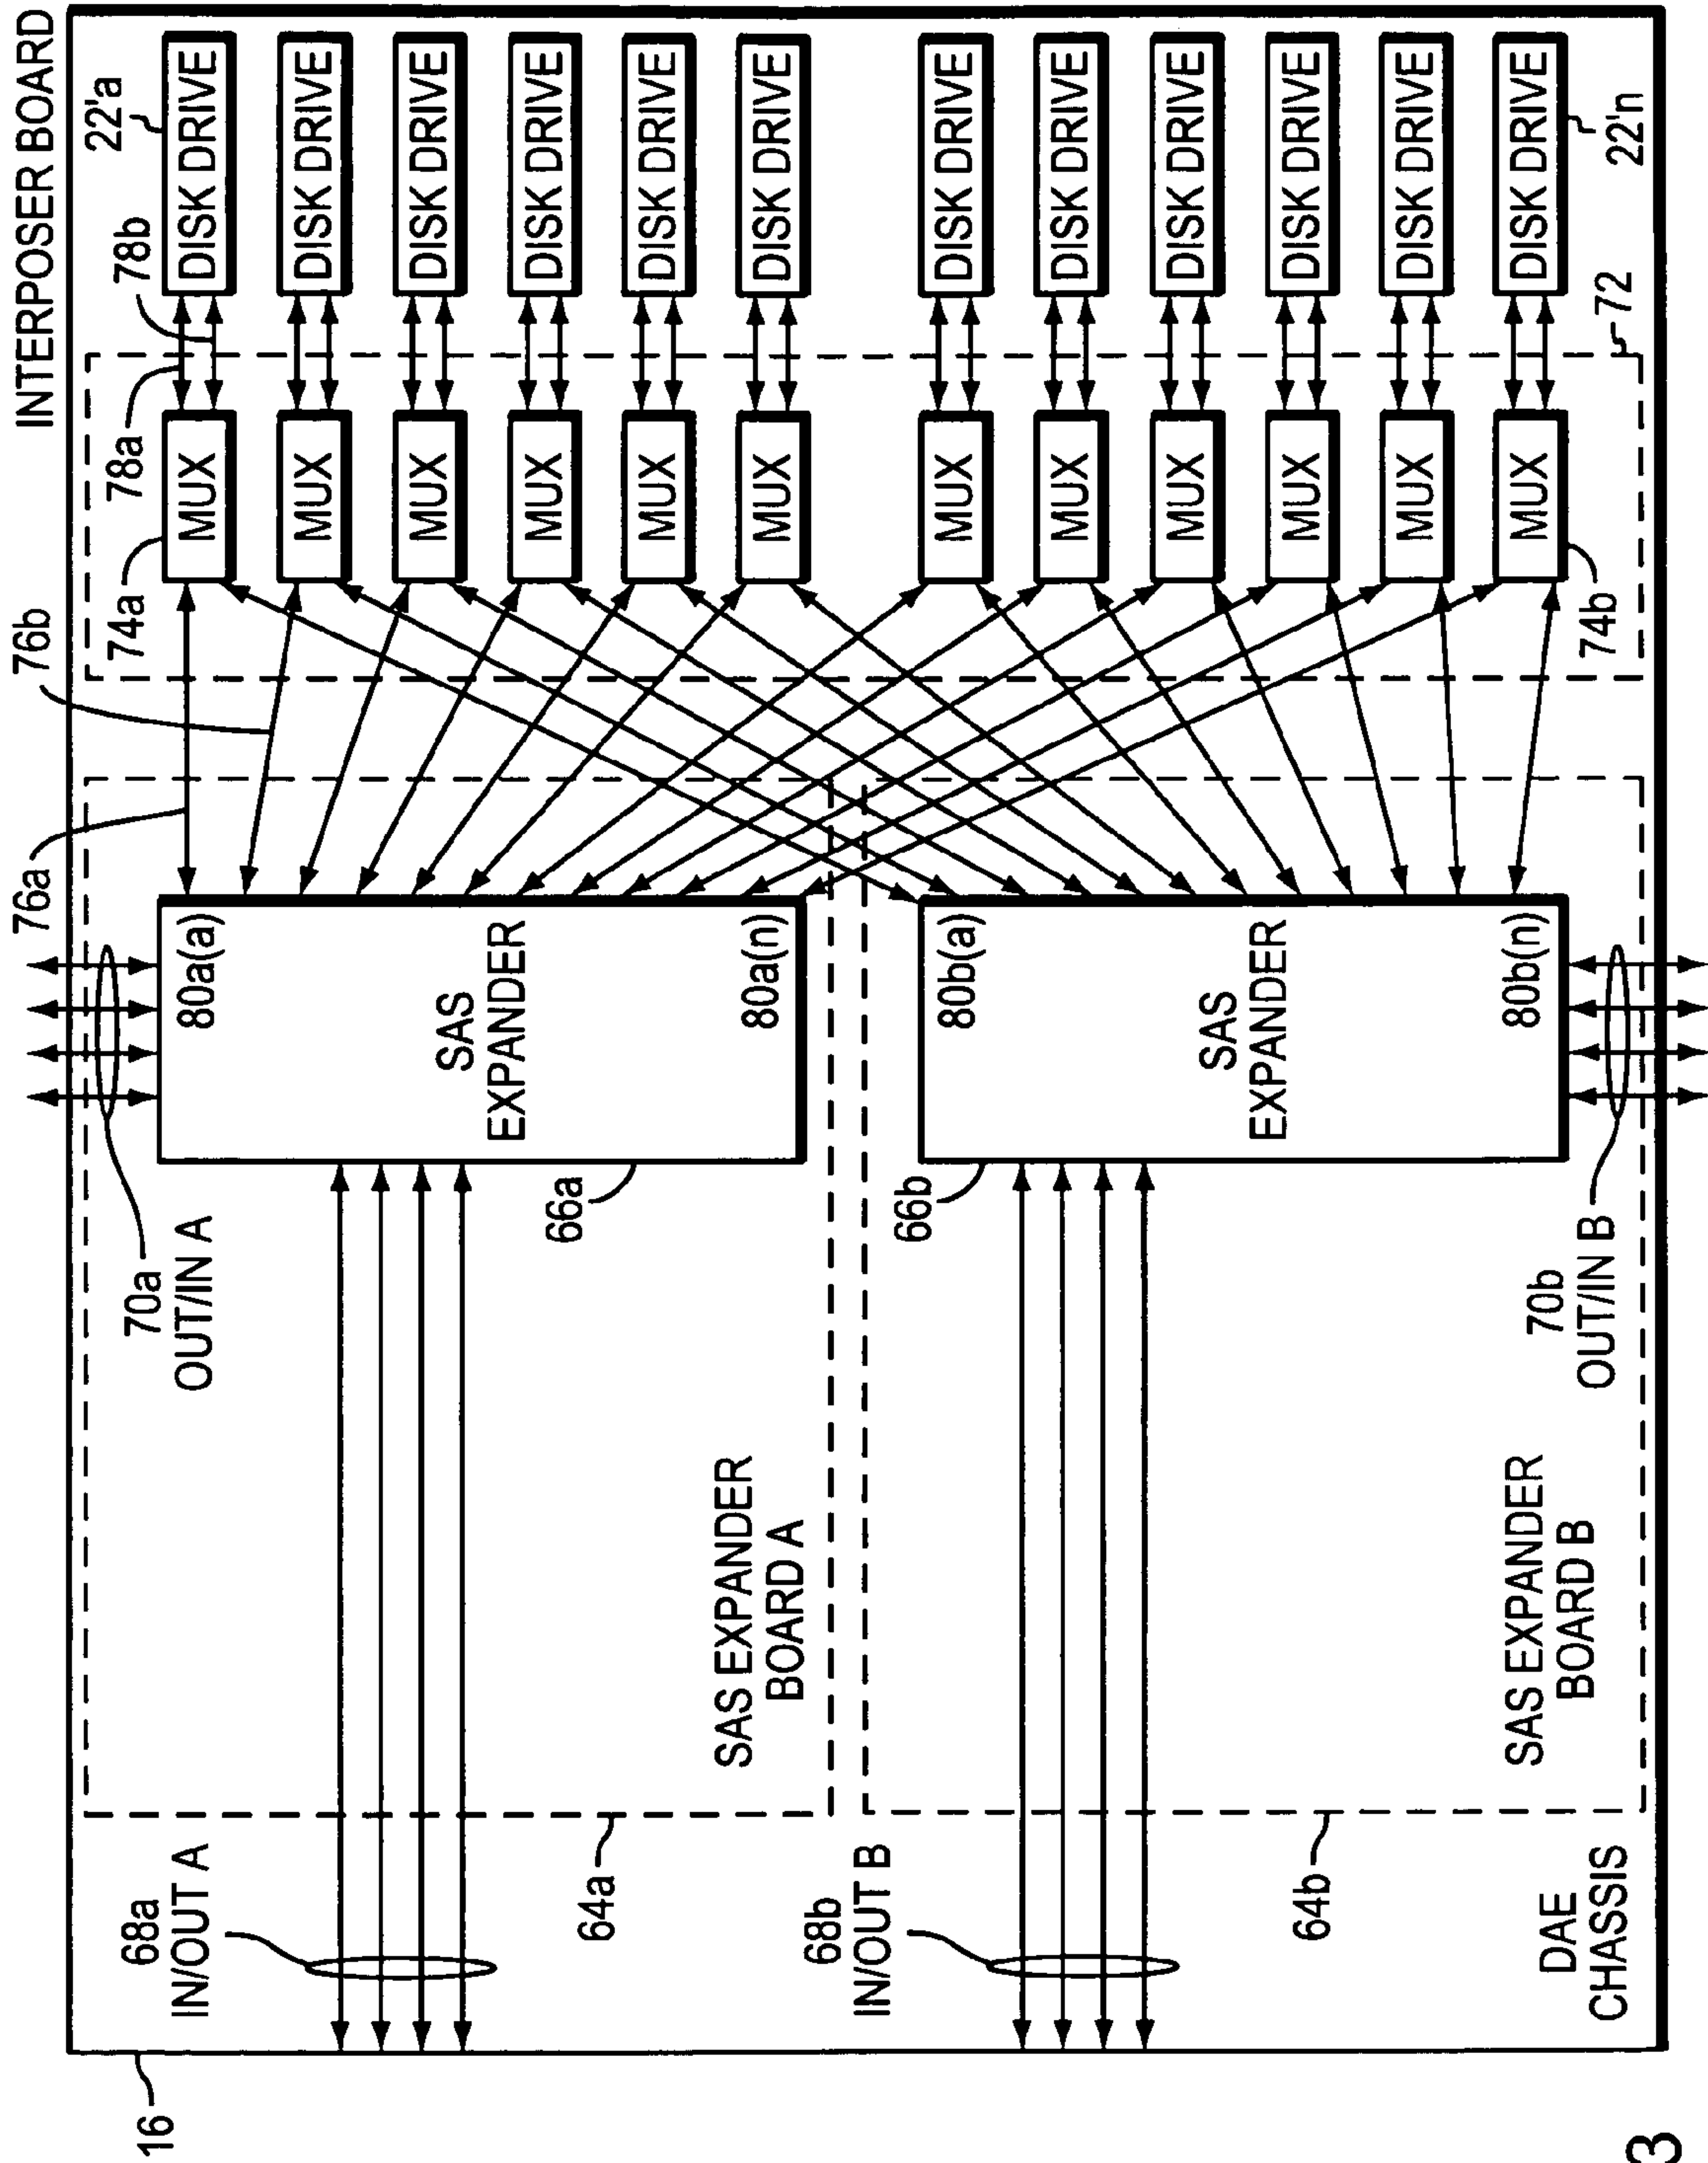 INTERPOSER BOARD
22'a
DISK DRIVE
DISK DRIVE
DISK DRIVE
DISK DRIVE
DISK DRIVE
DISK DRIVE
DISK DRIVE
DISK DRIVE
DISK DRIVE
DISK DRIVE
DISK DRIVE
DISK DRIVE
22'n
78b
78a
72
74a
MUX
MUX
MUX
MUX
MUX
MUX
MUX
MUX
MUX
MUX
MUX
MUX
74b
76b
76a
80a(a)
SAS
EXPANDER
80a(n)
80b(a)
SAS
EXPANDER
80b(n)
66a
66b
70a
OUT/IN A
70b
OUT/IN B
SAS EXPANDER
BOARD A
SAS EXPANDER
BOARD B
68a
IN/OUT A
64a
68b
IN/OUT B
64b
DAE
CHASSIS
16
3